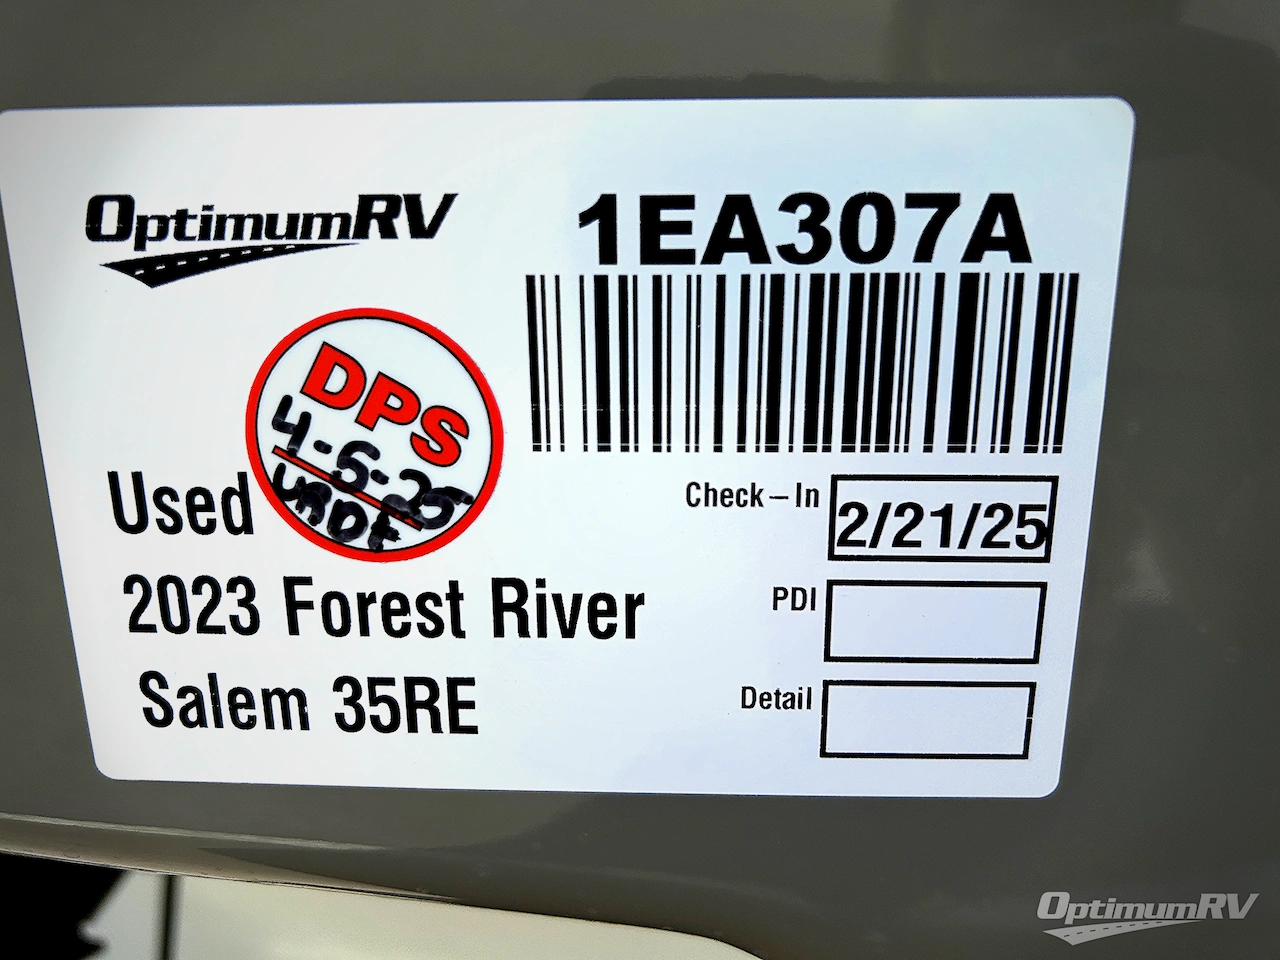 OptimumRV
1EA307A
DPS
4-6-25
Used
Check-In
2/21/25
PDI
2023 Forest River
Salem 35RE
Detail
OptimumRV